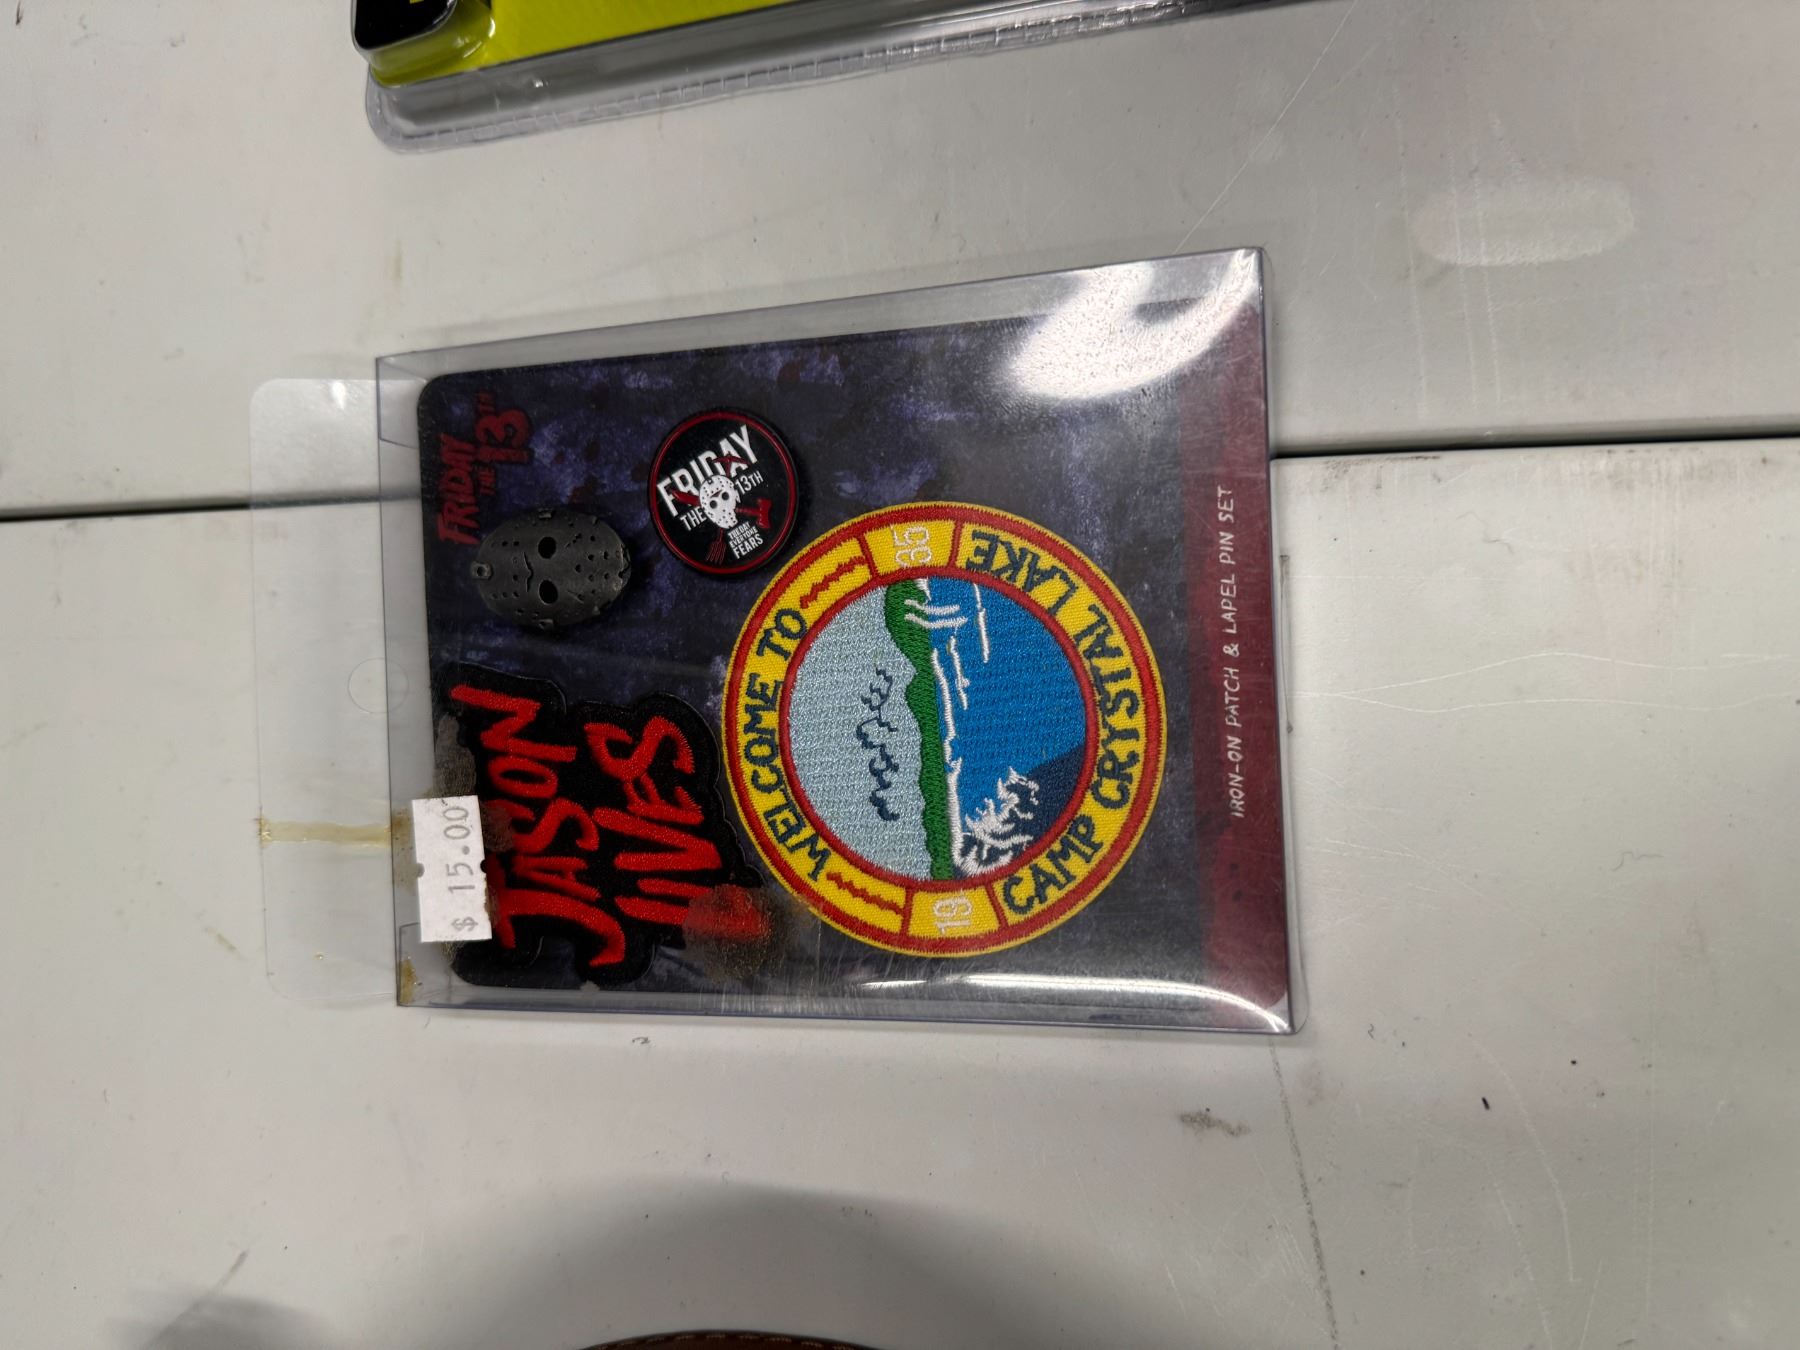 FRIDAY
THE
13TH
$ 15.00
JASON
LIVES
FRIDAY
THE 13TH
THE DAY
EVERYONE
FEARS
WELCOME TO
19 35
CAMP CRYSTAL LAKE
IRON-ON PATCH & LAPEL PIN SET